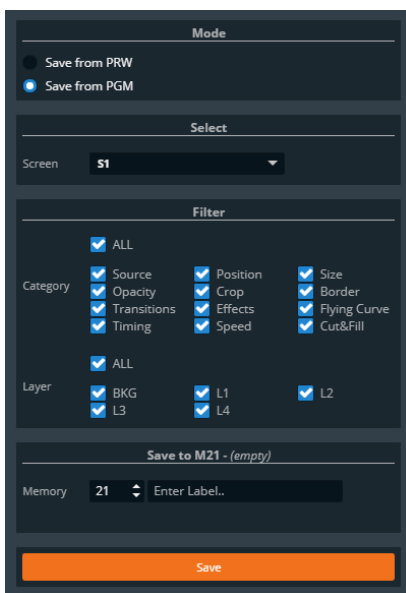 Mode
Save from PRW
Save from PGM
Select
Screen S1
Filter
ALL
Category
Source Position Size
Opacity Crop Border
Transitions Effects Flying Curve
Timing Speed Cut&Fill
ALL
Layer
BKG L1 L2
L3 L4
Save to M21 - (empty)
Memory 21 Enter Label..
Save